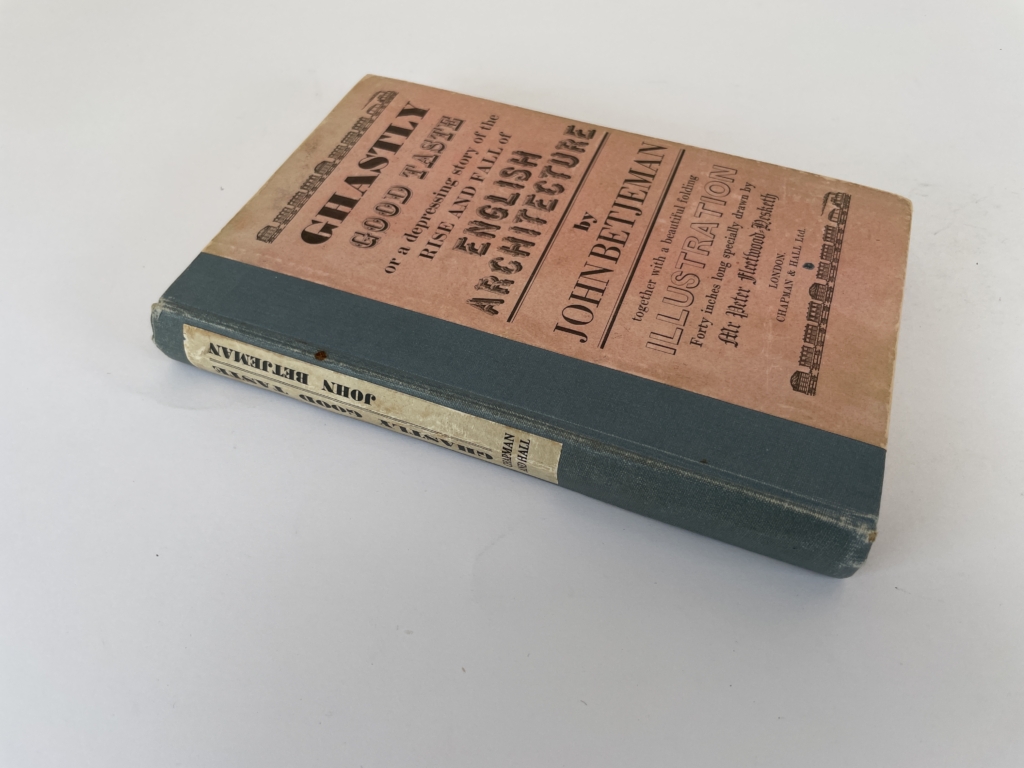 GHASTLY
GOOD TASTE
or a depressing story of the
RISE AND FALL of
ENGLISH
ARCHITECTURE
by
JOHN BETJEMAN
together with a beautiful folding
ILLUSTRATION
Forty inches long specially drawn by
Mr Peter Fleetwood-Hesketh
LONDON
CHAPMAN & HALL Ltd.
GHASTLY
GOOD TASTE
JOHN BETJEMAN
CHAPMAN
AND HALL